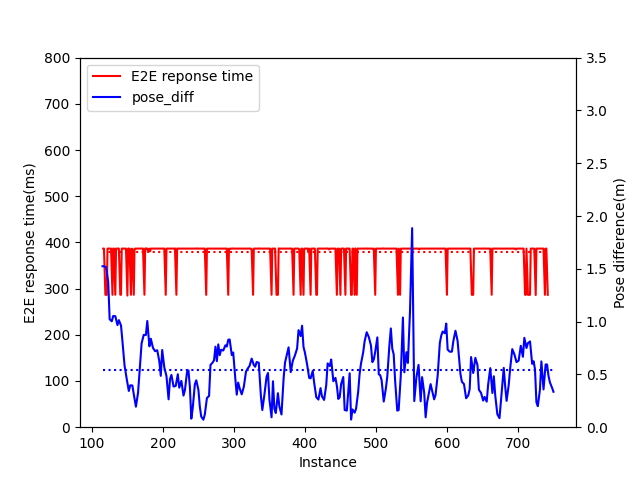 E2E reponse time
pose_diff
800
700
600
500
400
300
200
100
0
E2E response time(ms)
3.5
3.0
2.5
2.0
1.5
1.0
0.5
0.0
Pose difference(m)
100 200 300 400 500 600 700
Instance